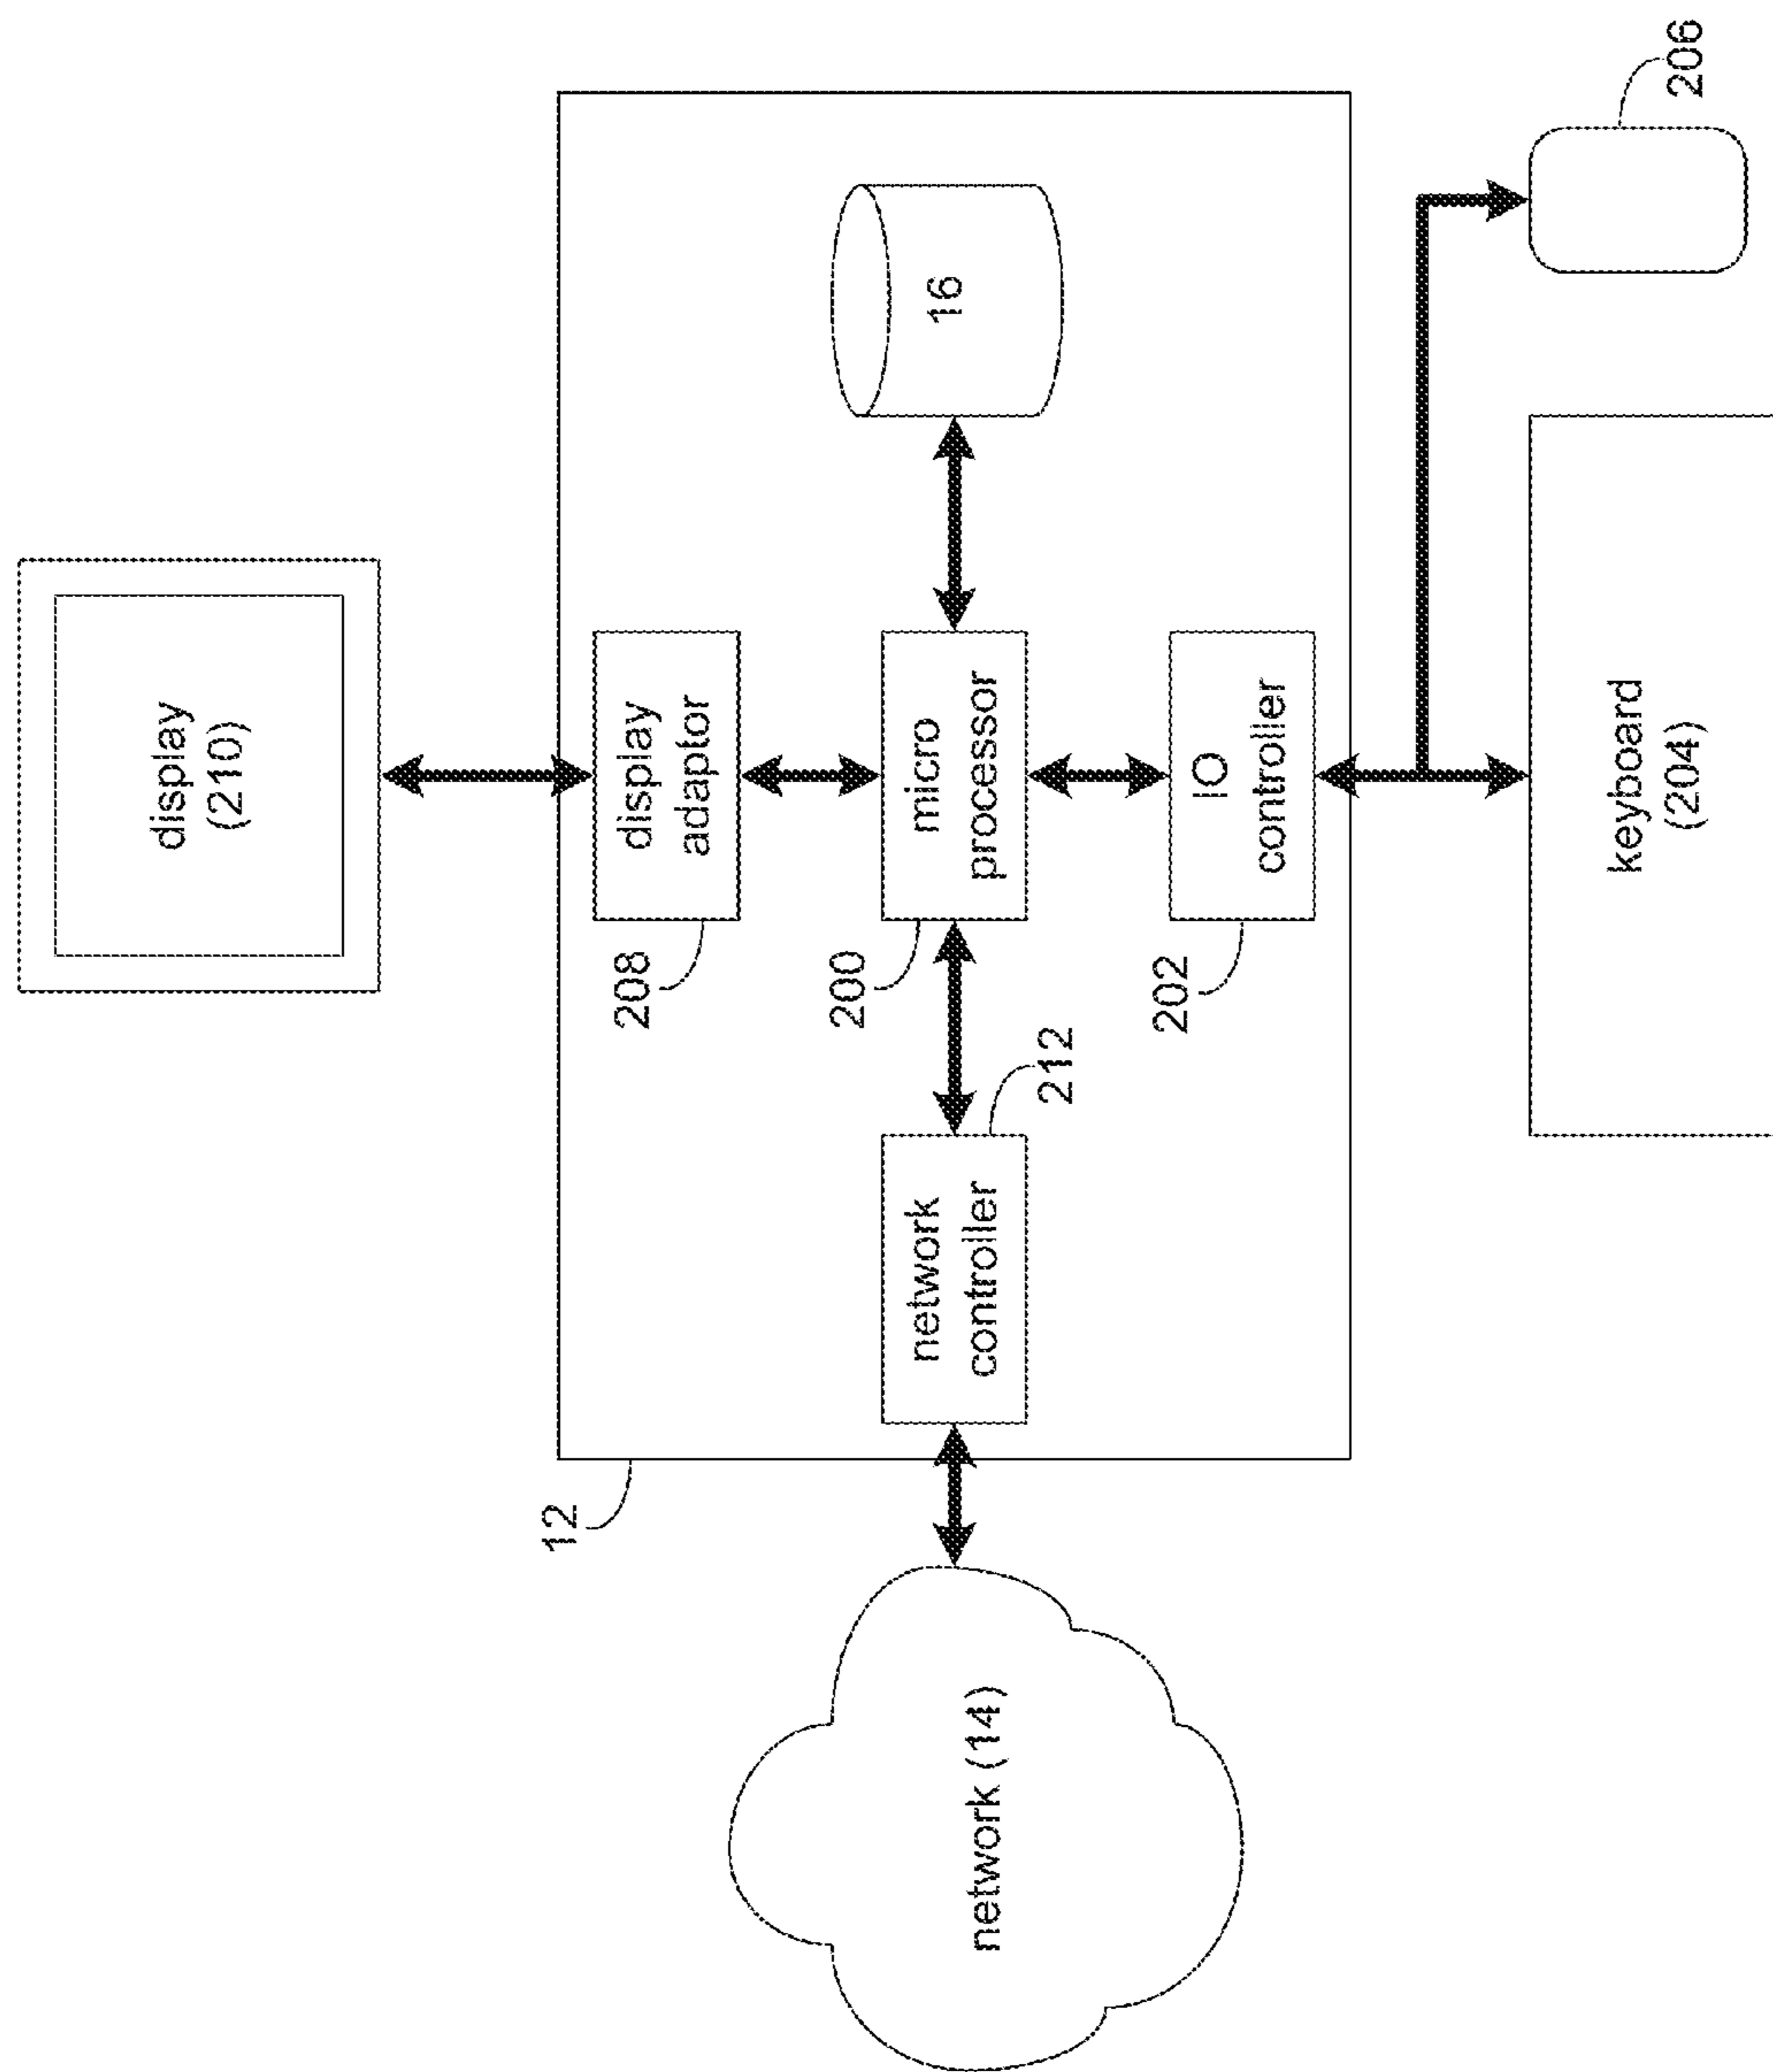 display
(210)
display
adaptor
208
micro
processor
200
16
IO
controller
202
network
controller
212
12
network (14)
keyboard
(204)
206